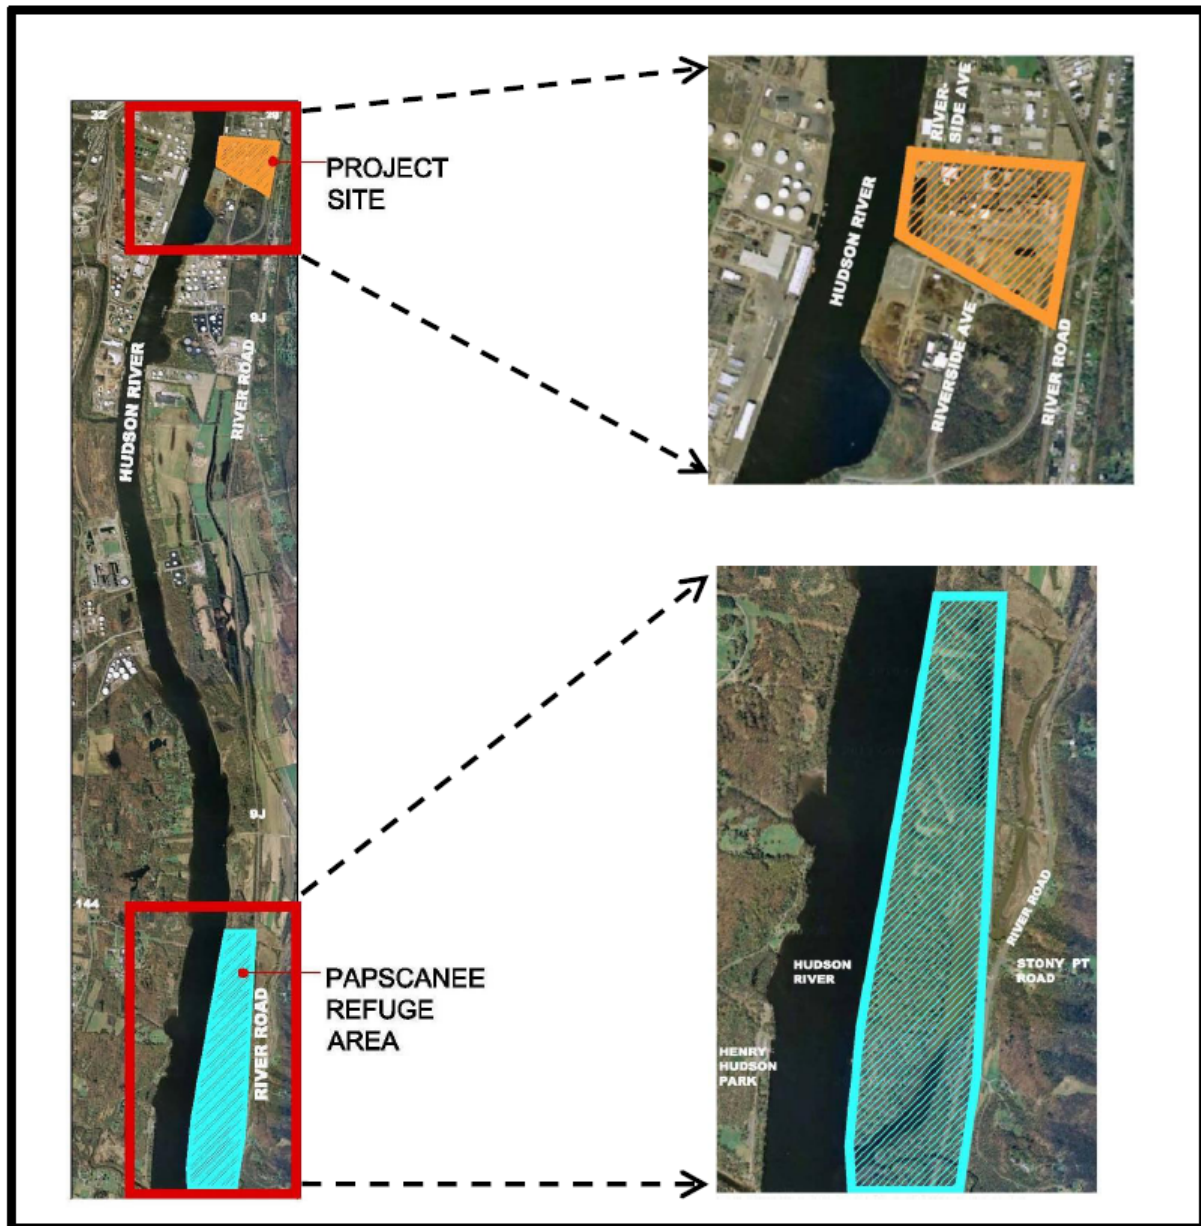 32
PROJECT
SITE
9J
RIVER ROAD
HUDSON RIVER
9J
144
PAPSCANEE
REFUGE
AREA
RIVER ROAD
RIVER-
SIDE AVE
HUDSON RIVER
RIVERSIDE AVE
RIVER ROAD
HUDSON
RIVER
RIVER ROAD
STONY PT
ROAD
HENRY
HUDSON
PARK